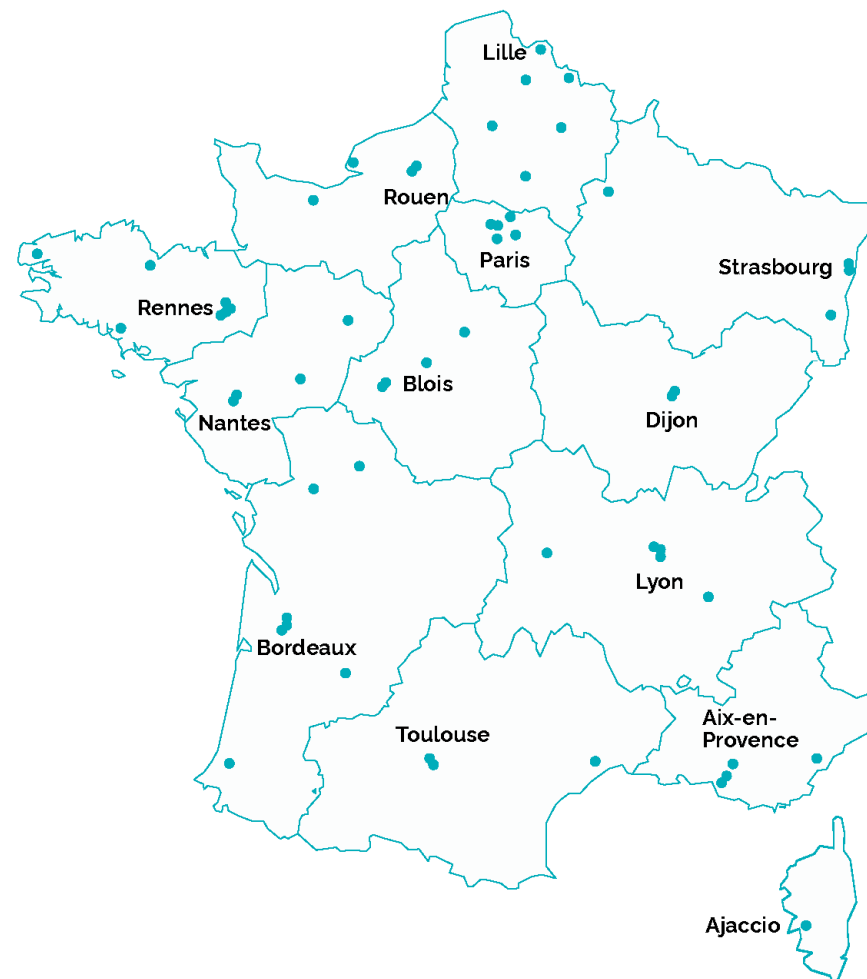 Lille
Rouen
Paris
Strasbourg
Rennes
Blois
Nantes
Dijon
Lyon
Bordeaux
Aix-en-
Provence
Toulouse
Ajaccio